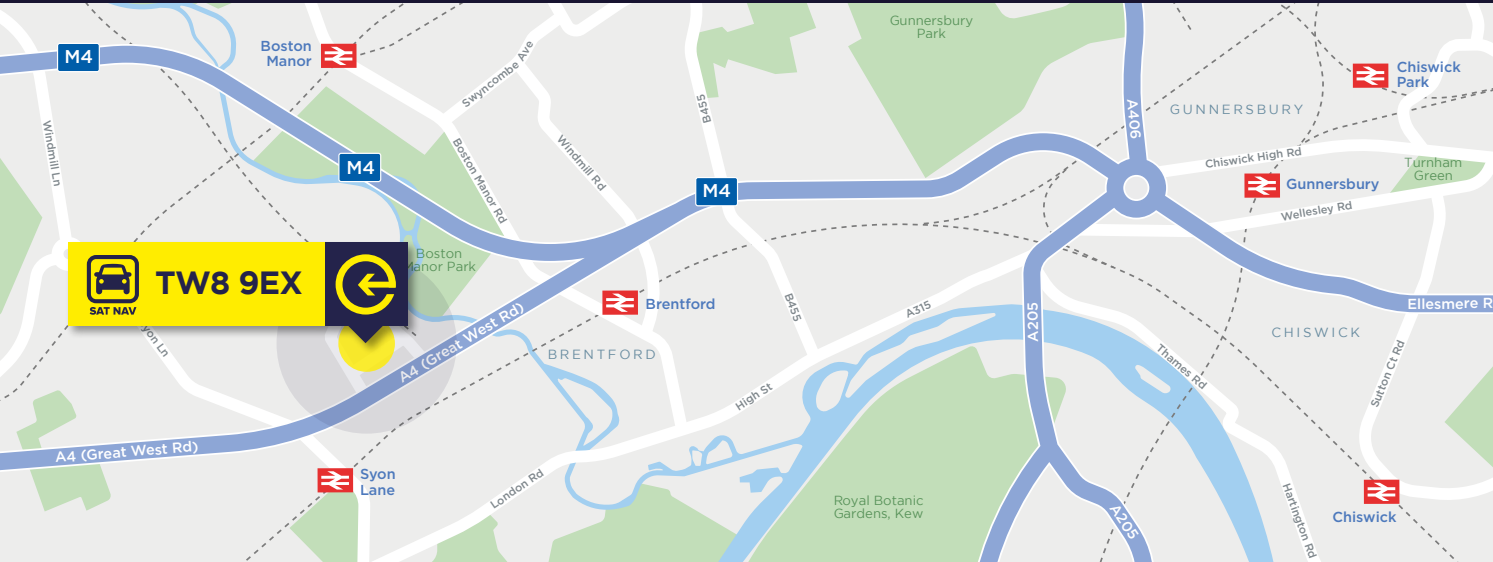 Gunnersbury
Park
Boston
Manor
M4
Swyncombe Ave
Chiswick
Park
B455
A406
GUNNERSBURY
Windmill Ln
Boston Manor Rd
Windmill Rd
M4
Chiswick High Rd
Turnham
Green
M4
Gunnersbury
Wellesley Rd
Boston
Manor Park
TW8 9EX
SAT NAV
Brentford
B455
A315
A205
Ellesmere R
CHISWICK
yon Ln
A4 (Great West Rd)
BRENTFORD
Thames Rd
Sutton Ct Rd
High St
A4 (Great West Rd)
Syon
Lane
London Rd
Royal Botanic
Gardens, Kew
A205
Hartington Rd
Chiswick